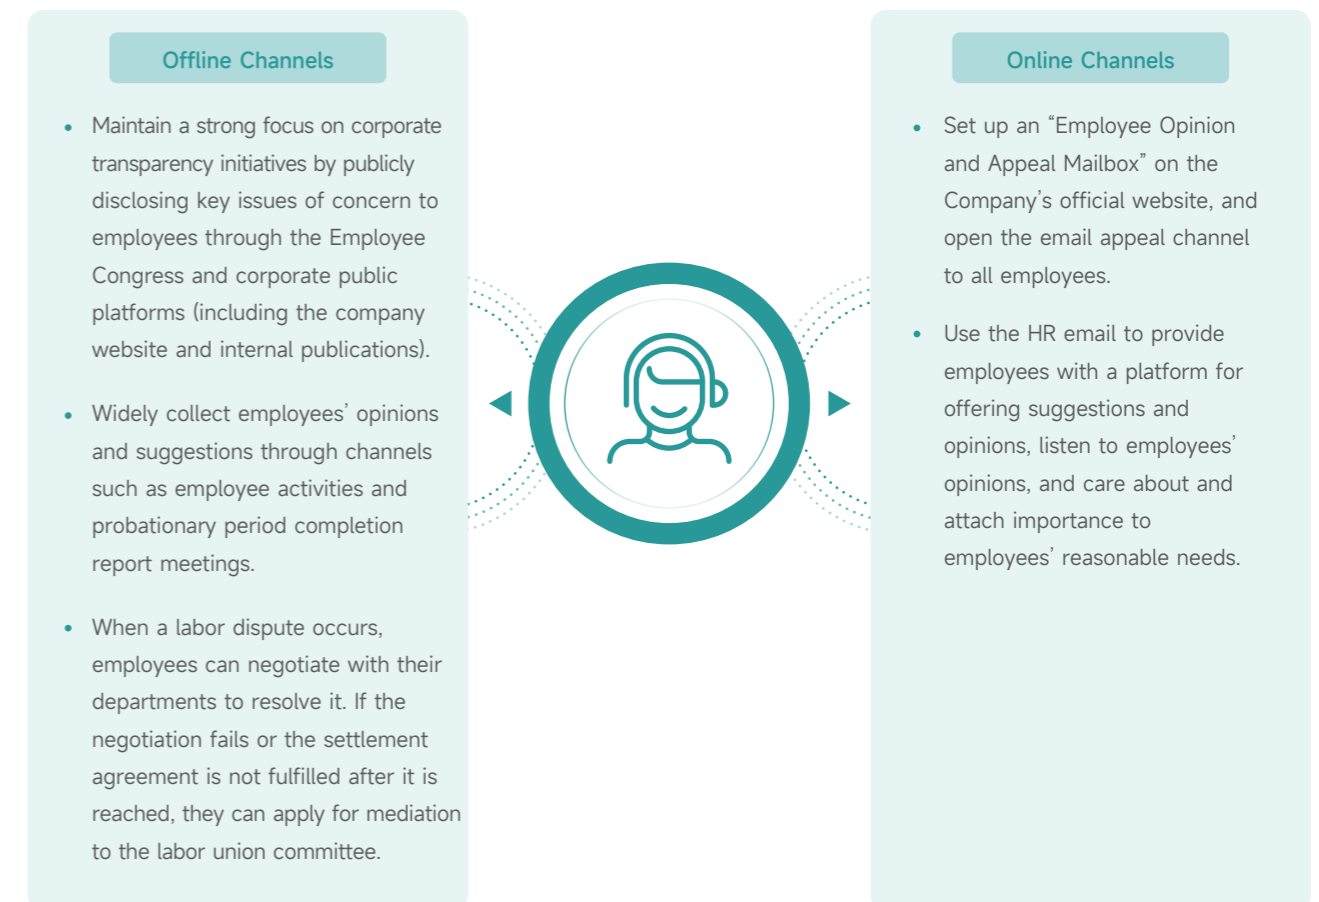 Offline Channels
• Maintain a strong focus on corporate
transparency initiatives by publicly
disclosing key issues of concern to
employees through the Employee
Congress and corporate public
platforms (including the company
website and internal publications).
• Widely collect employees’ opinions
and suggestions through channels
such as employee activities and
probationary period completion
report meetings.
• When a labor dispute occurs,
employees can negotiate with their
departments to resolve it. If the
negotiation fails or the settlement
agreement is not fulfilled after it is
reached, they can apply for mediation
to the labor union committee.
Online Channels
• Set up an “Employee Opinion
and Appeal Mailbox” on the
Company’s official website, and
open the email appeal channel
to all employees.
• Use the HR email to provide
employees with a platform for
offering suggestions and
opinions, listen to employees’
opinions, and care about and
attach importance to
employees’ reasonable needs.